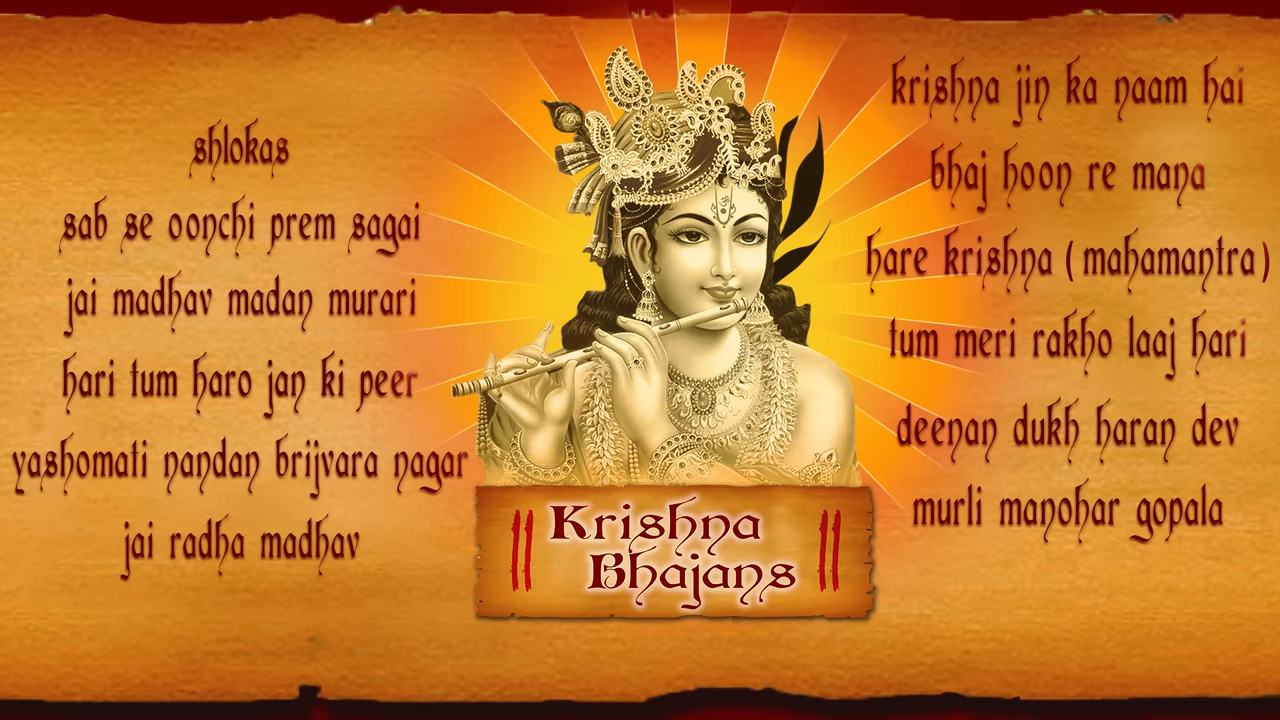 shlokas
sab se oonchi prem sagai
jai madhav madan murari
hari tum haro jan ki peer
yashomati nandan brijvara nagar
jai radha madhav
krishna jin ka naam hai
bhaj hoon re mana
hare krishna (mahamantra)
tum meri rakho laaj hari
deenan dukh haran dev
murli manohar gopala
|| Krishna
Bhajans ||